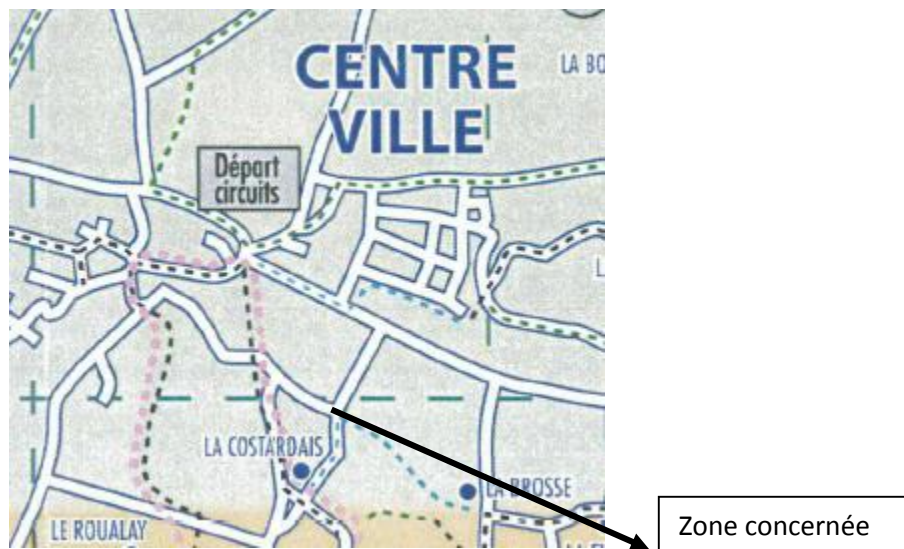 CENTRE
VILLE
LA BO
Départ
circuits
LA COSTARDAIS
LA BROSSE
LE ROUALAY
Zone concernée